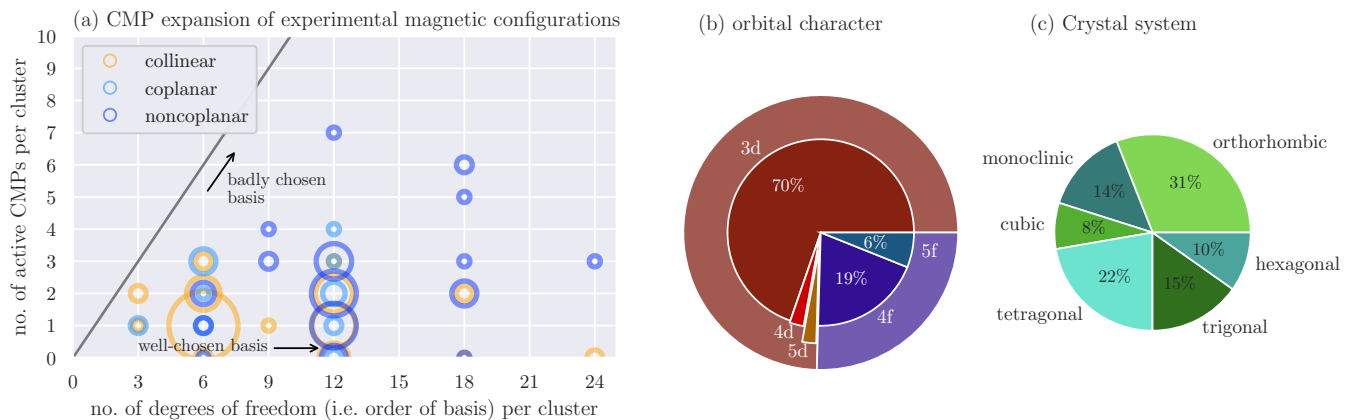 (a) CMP expansion of experimental magnetic configurations
no. of active CMPs per cluster
10
9
8
7
6
5
4
3
2
1
0
collinear
coplanar
noncoplanar
badly chosen
basis
well-chosen basis
0 3 6 9 12 15 18 21 24
no. of degrees of freedom (i.e. order of basis) per cluster
(b) orbital character
3d
70%
6%
5f
19%
4f
4d
5d
(c) Crystal system
orthorhombic
monoclinic
31%
14%
cubic
8%
10%
hexagonal
22%
15%
tetragonal
trigonal